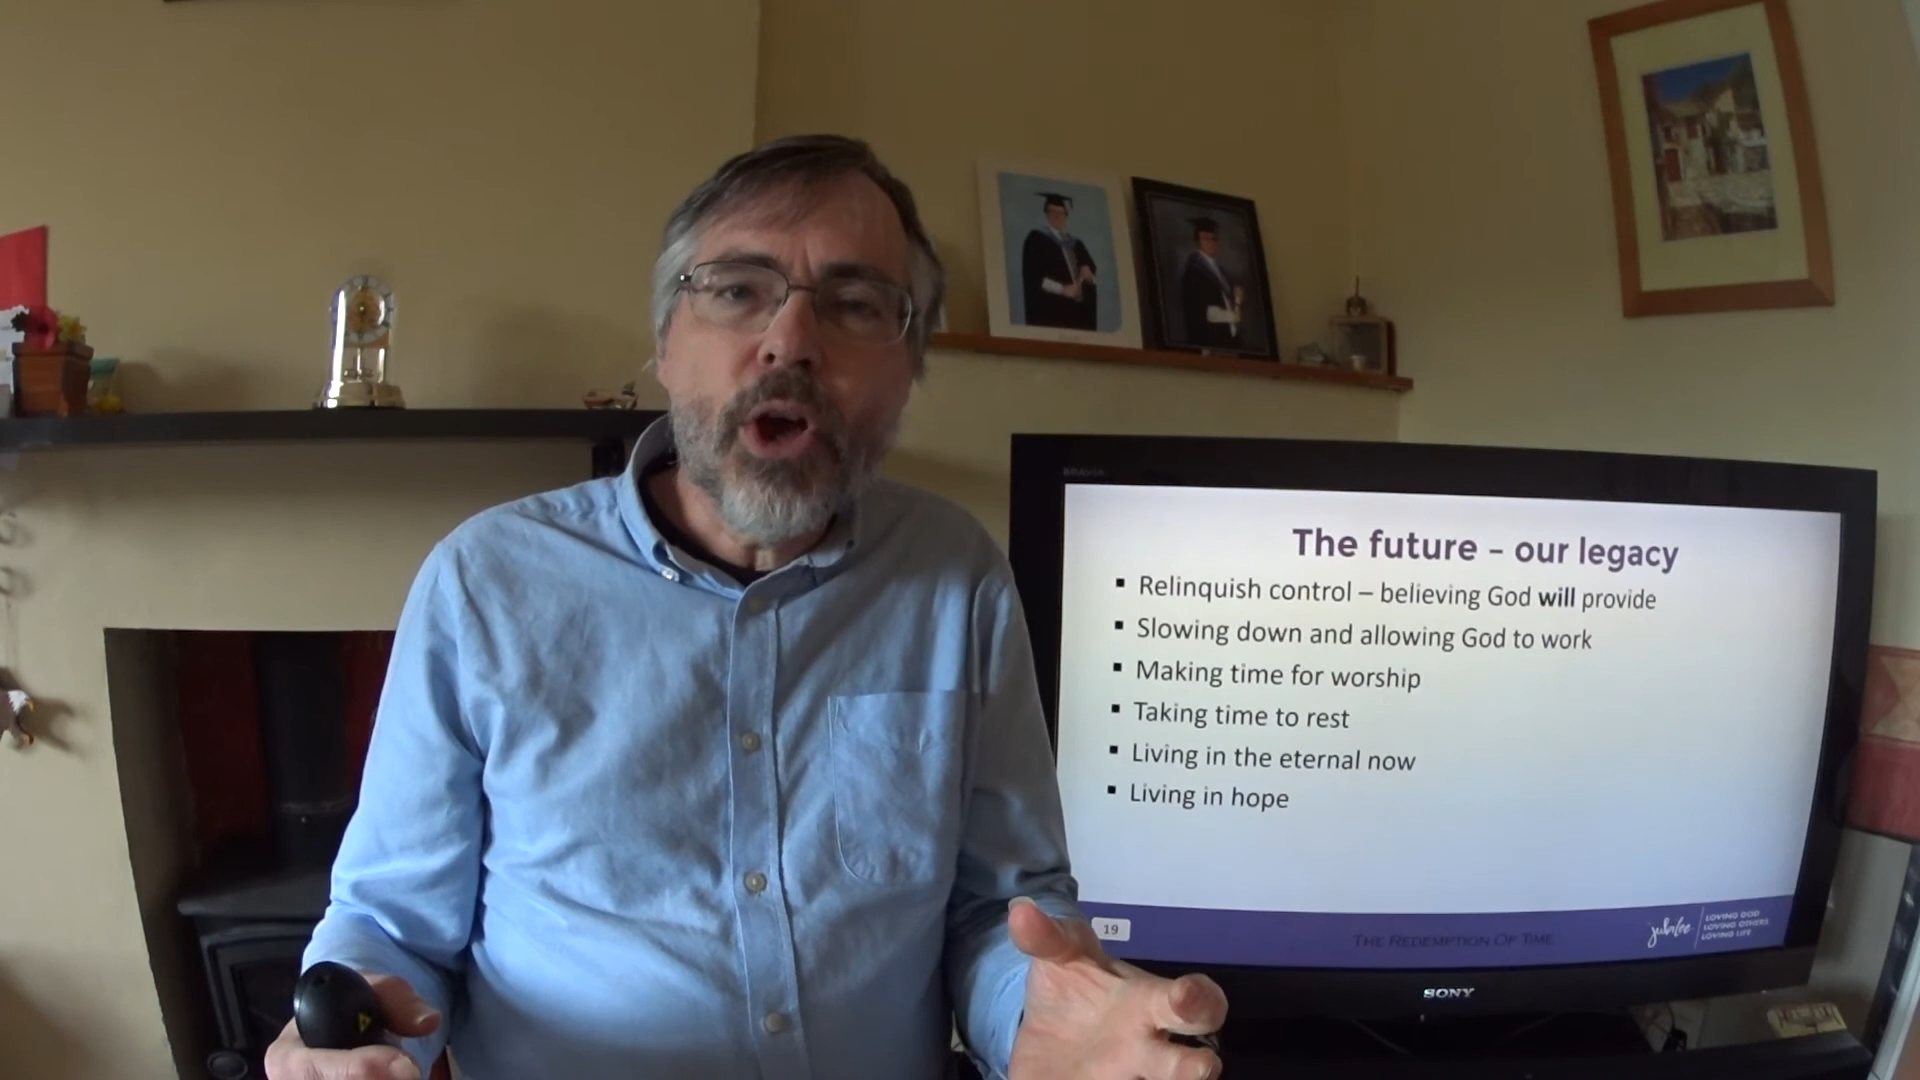 BRAVIA
The future – our legacy
▪ Relinquish control – believing God will provide
▪ Slowing down and allowing God to work
▪ Making time for worship
▪ Taking time to rest
▪ Living in the eternal now
▪ Living in hope
19
The Redemption Of Time
jubilee
LOVING GOD
LOVING OTHERS
LOVING LIFE
SONY